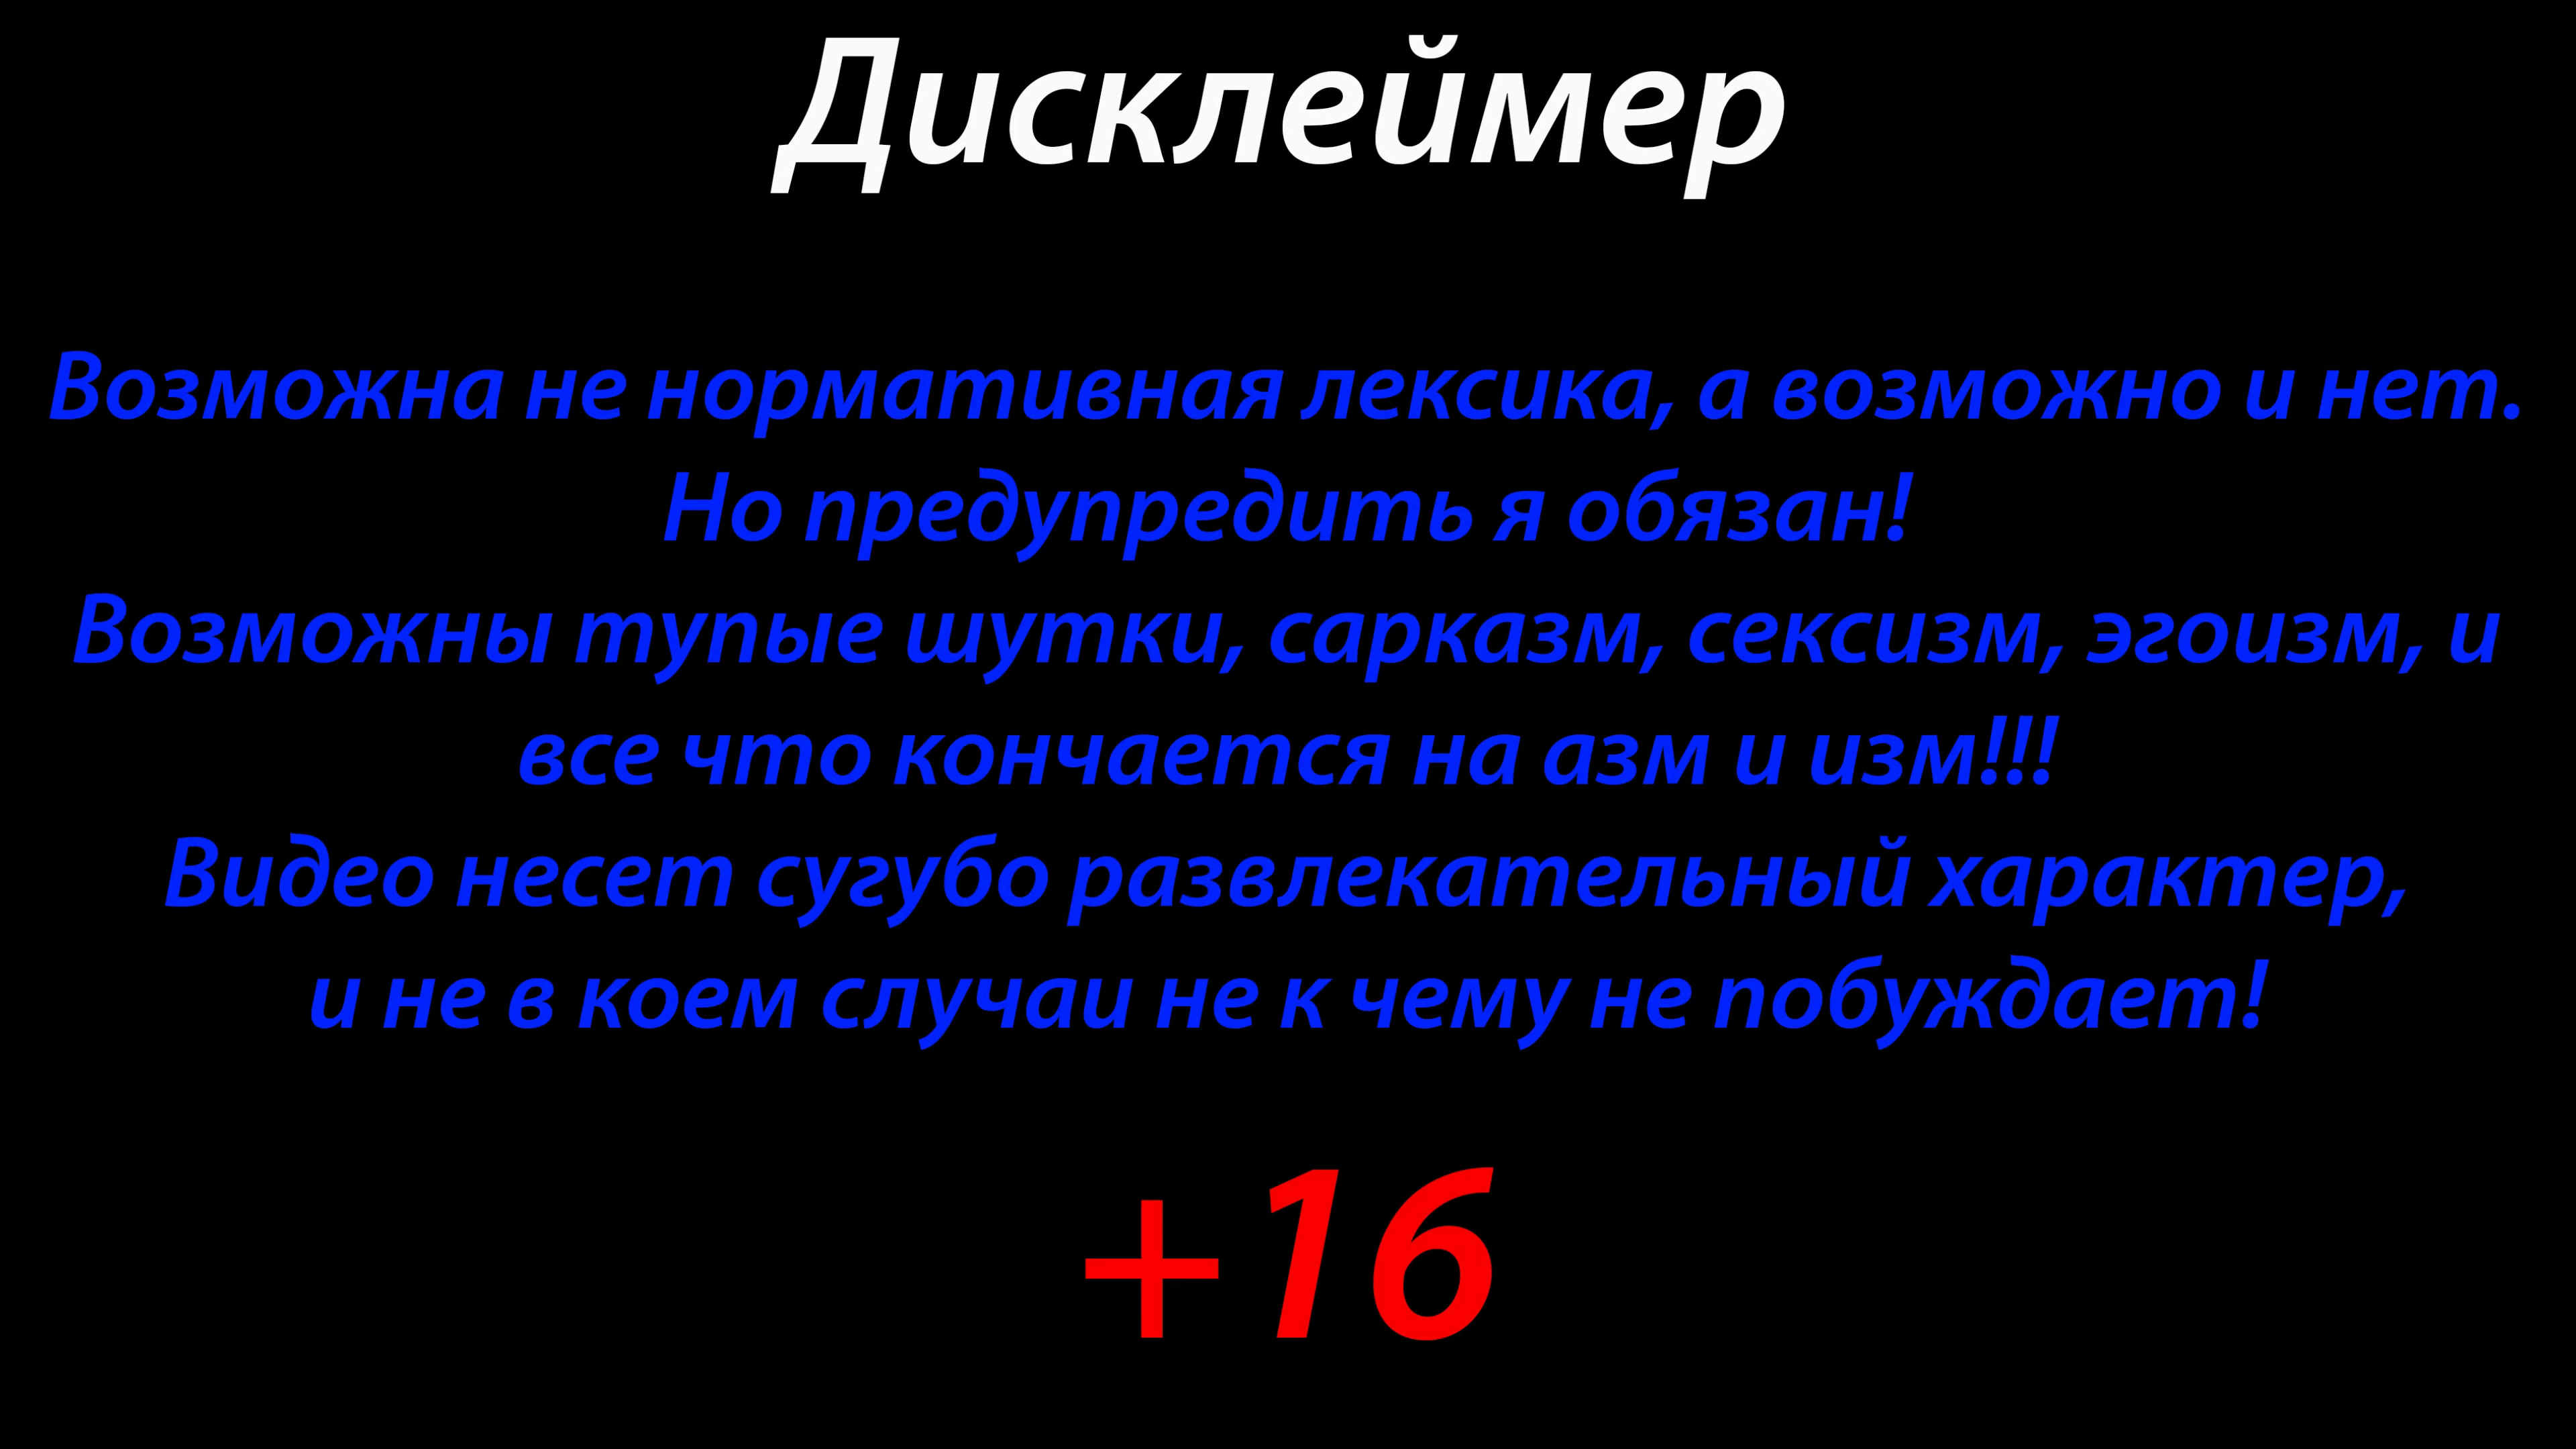 Дисклеймер
Возможна не нормативная лексика, а возможно и нет.
Но предупредить я обязан!
Возможны тупые шутки, сарказм, сексизм, эгоизм, и
все что кончается на азм и изм!!!
Видео несет сугубо развлекательный характер,
и не в коем случаи не к чему не побуждает!
+16